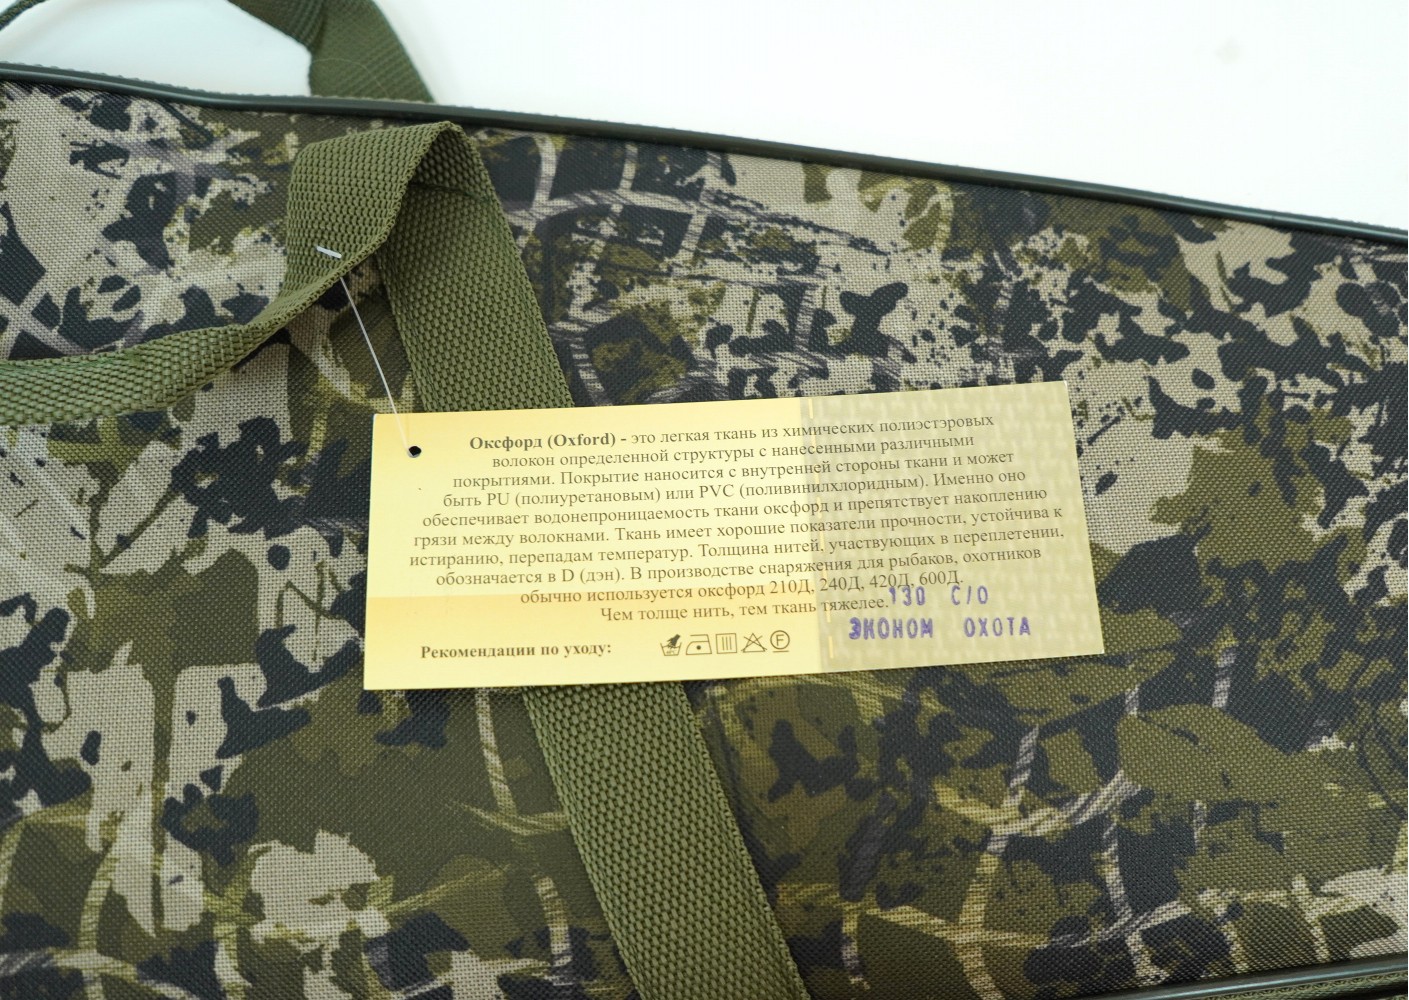 Оксфорд (Oxford) - это легкая ткань из химических полиэстэровых
волокон определенной структуры с нанесенными различными
покрытиями. Покрытие наносится с внутренней стороны ткани и может
быть PU (полиуретановым) или PVC (поливинилхлоридным). Именно оно
обеспечивает водонепроницаемость ткани оксфорд и препятствует накоплению
грязи между волокнами. Ткань имеет хорошие показатели прочности, устойчива к
истиранию, перепадам температур. Толщина нитей, участвующих в переплетении,
обозначается в D (дэн). В производстве снаряжения для рыбаков, охотников
обычно используется оксфорд 210Д, 240Д, 420Д, 600Д.
Чем толще нить, тем ткань тяжелее.
130 С/О
ЭКОНОМ ОХОТА
Рекомендации по уходу: